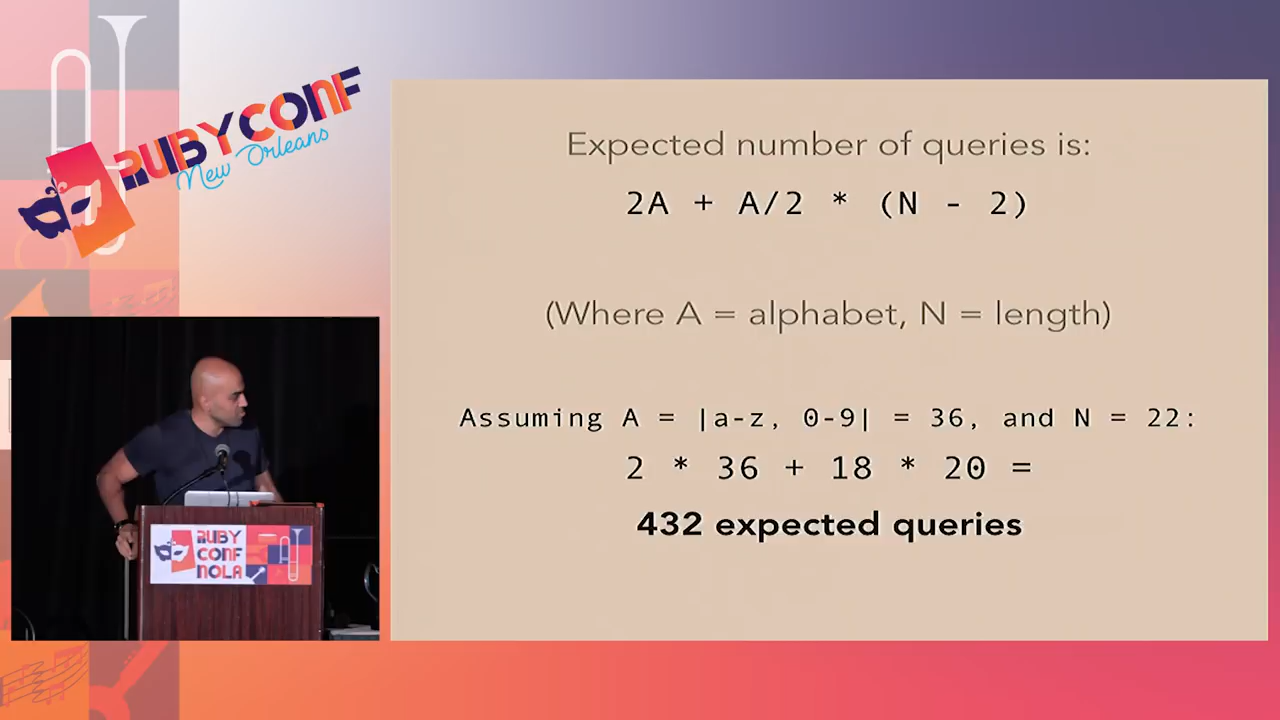 RUBYCONF
New Orleans
Expected number of queries is:
2A + A/2 * (N - 2)
(Where A = alphabet, N = length)
Assuming A = |a-z, 0-9| = 36, and N = 22:
2 * 36 + 18 * 20 =
432 expected queries
RUBY
CONF
NOLA